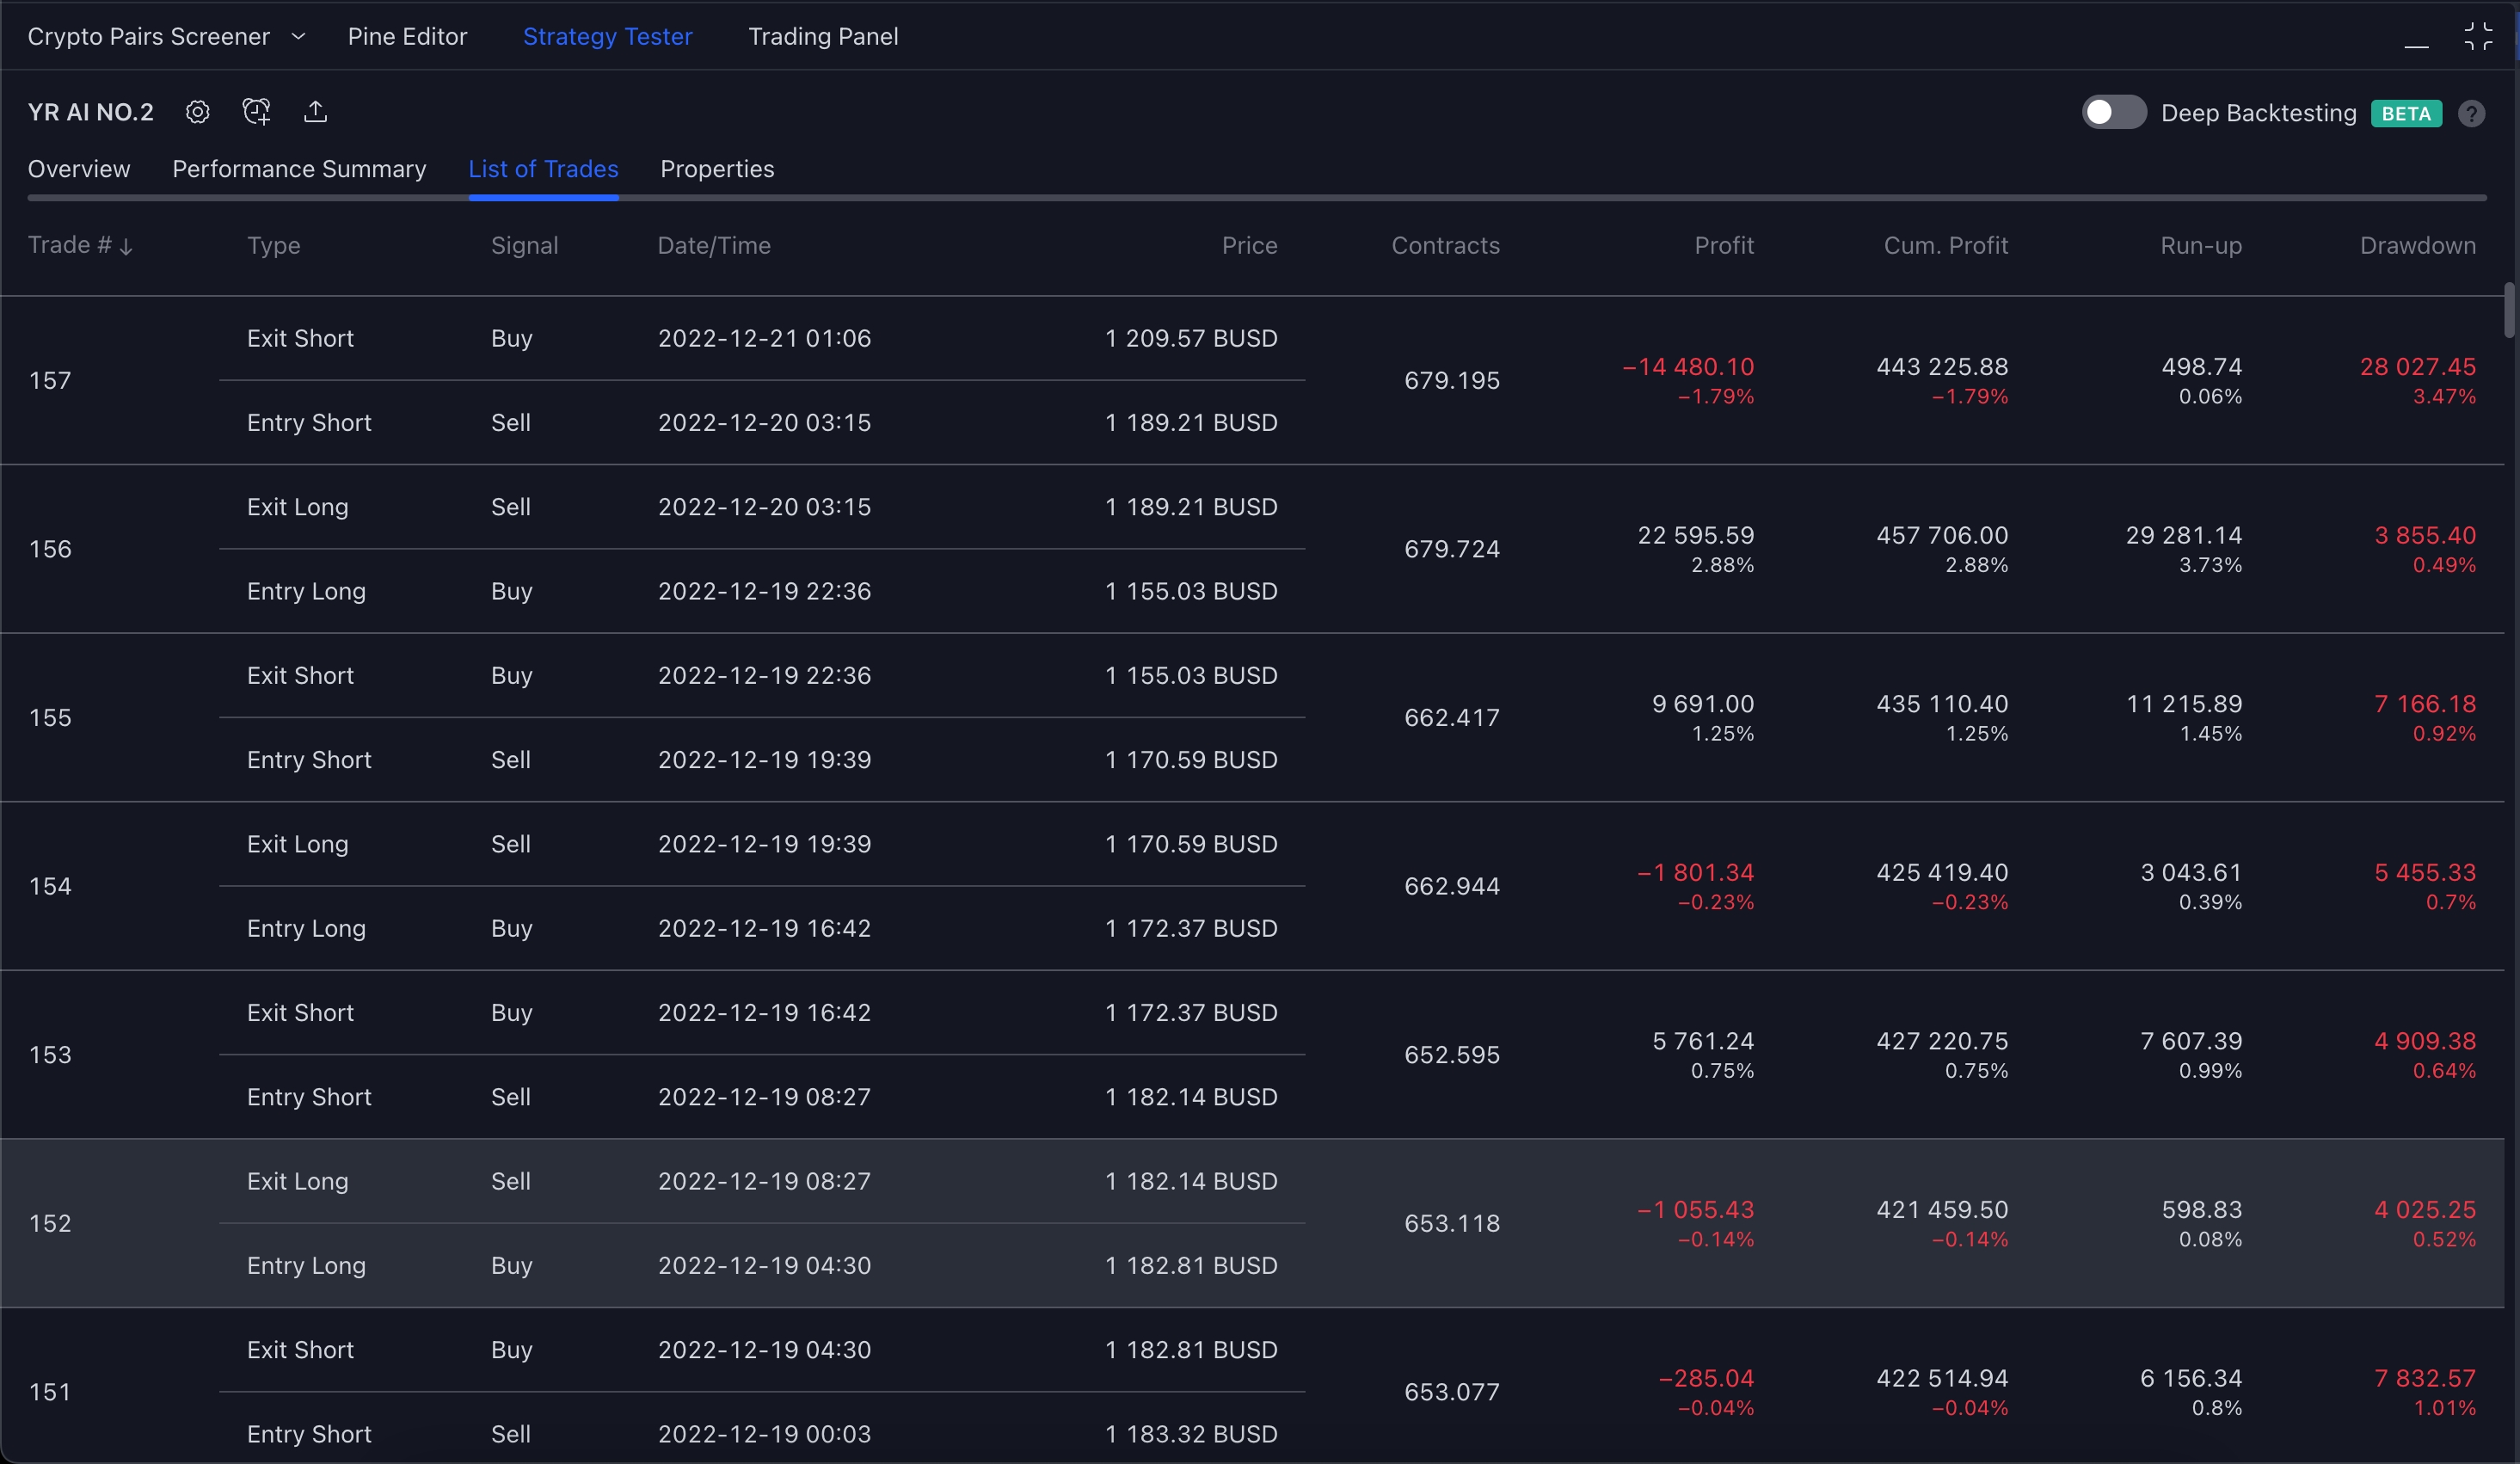 Crypto Pairs Screener Pine Editor Strategy Tester Trading Panel
YR AI NO.2 Deep Backtesting BETA ?
Overview Performance Summary List of Trades Properties
Trade # ↓ Type Signal Date/Time Price Contracts Profit Cum. Profit Run-up Drawdown
157 Exit Short Buy 2022-12-21 01:06 1 209.57 BUSD 679.195 −14 480.10 443 225.88 498.74 28 027.45
−1.79% −1.79% 0.06% 3.47%
Entry Short Sell 2022-12-20 03:15 1 189.21 BUSD
156 Exit Long Sell 2022-12-20 03:15 1 189.21 BUSD 679.724 22 595.59 457 706.00 29 281.14 3 855.40
2.88% 2.88% 3.73% 0.49%
Entry Long Buy 2022-12-19 22:36 1 155.03 BUSD
155 Exit Short Buy 2022-12-19 22:36 1 155.03 BUSD 662.417 9 691.00 435 110.40 11 215.89 7 166.18
1.25% 1.25% 1.45% 0.92%
Entry Short Sell 2022-12-19 19:39 1 170.59 BUSD
154 Exit Long Sell 2022-12-19 19:39 1 170.59 BUSD 662.944 −1 801.34 425 419.40 3 043.61 5 455.33
−0.23% −0.23% 0.39% 0.7%
Entry Long Buy 2022-12-19 16:42 1 172.37 BUSD
153 Exit Short Buy 2022-12-19 16:42 1 172.37 BUSD 652.595 5 761.24 427 220.75 7 607.39 4 909.38
0.75% 0.75% 0.99% 0.64%
Entry Short Sell 2022-12-19 08:27 1 182.14 BUSD
152 Exit Long Sell 2022-12-19 08:27 1 182.14 BUSD 653.118 −1 055.43 421 459.50 598.83 4 025.25
−0.14% −0.14% 0.08% 0.52%
Entry Long Buy 2022-12-19 04:30 1 182.81 BUSD
151 Exit Short Buy 2022-12-19 04:30 1 182.81 BUSD 653.077 −285.04 422 514.94 6 156.34 7 832.57
−0.04% −0.04% 0.8% 1.01%
Entry Short Sell 2022-12-19 00:03 1 183.32 BUSD